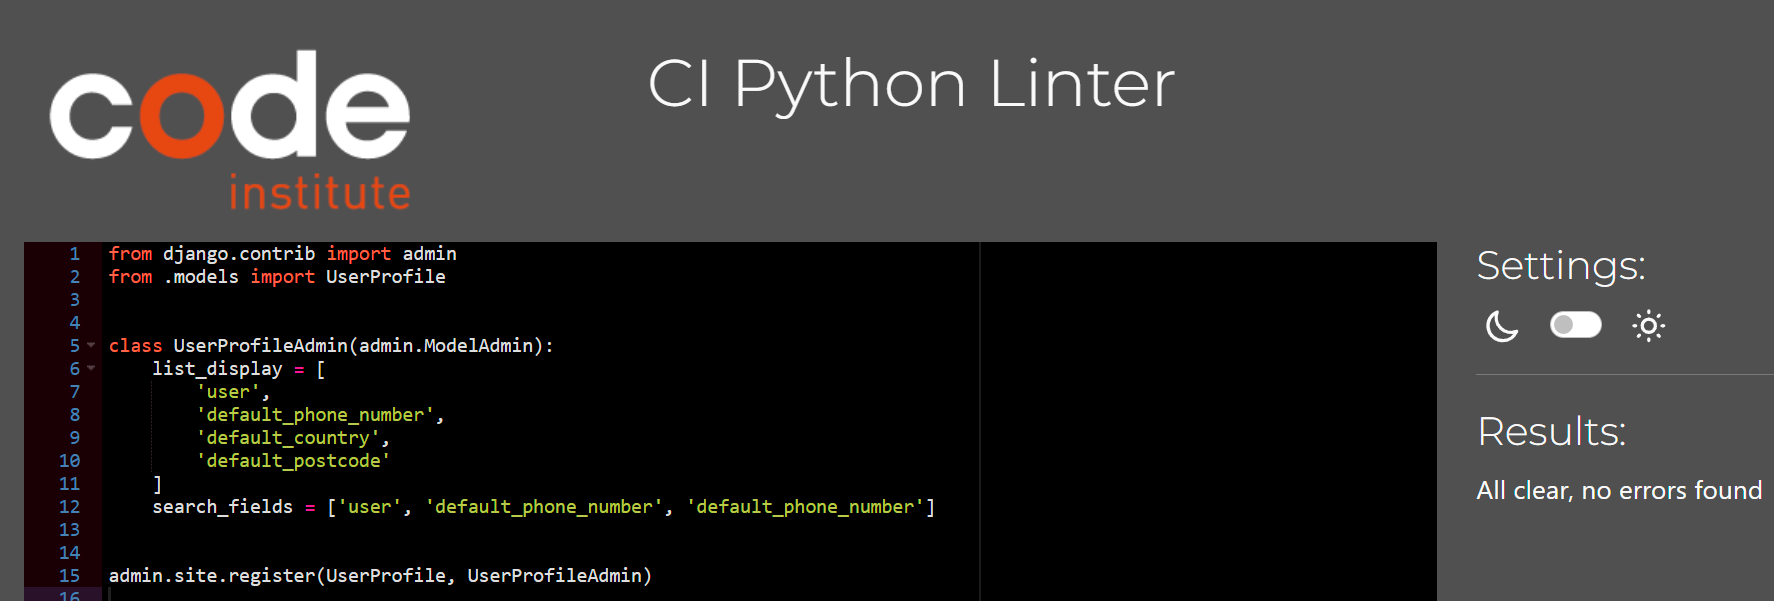 code
institute
CI Python Linter
1 from django.contrib import admin
2 from .models import UserProfile
3
4
5 class UserProfileAdmin(admin.ModelAdmin):
6     list_display = [
7         'user',
8         'default_phone_number',
9         'default_country',
10         'default_postcode'
11     ]
12     search_fields = ['user', 'default_phone_number', 'default_phone_number']
13
14
15 admin.site.register(UserProfile, UserProfileAdmin)
16
Settings:
Results:
All clear, no errors found